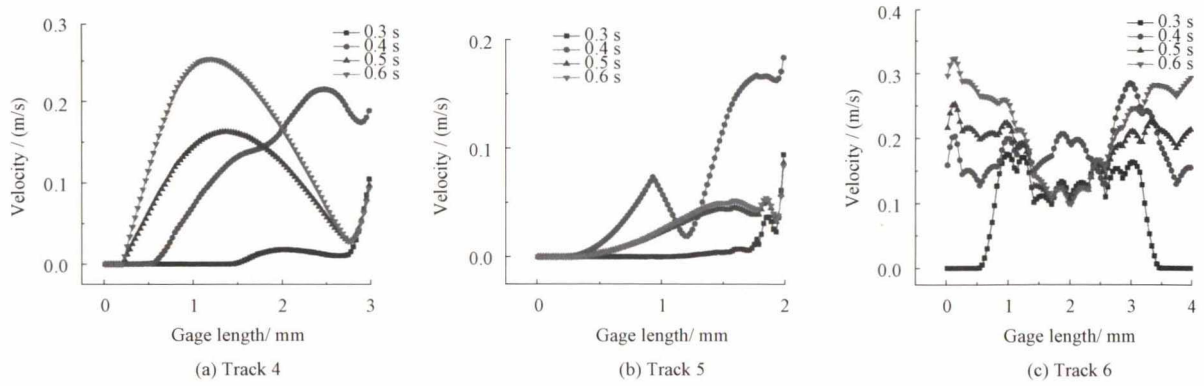 0.3
0.2
0.1
0.0
Velocity / (m/s)
0.3 s
0.4 s
0.5 s
0.6 s
0 1 2 3
Gage length/ mm
(a) Track 4
0.2
0.1
0.0
Velocity / (m/s)
0.3 s
0.4 s
0.5 s
0.6 s
0 1 2
Gage length/ mm
(b) Track 5
0.4
0.3
0.2
0.1
0.0
Velocity / (m/s)
0.3 s
0.4 s
0.5 s
0.6 s
0 1 2 3 4
Gage length/ mm
(c) Track 6